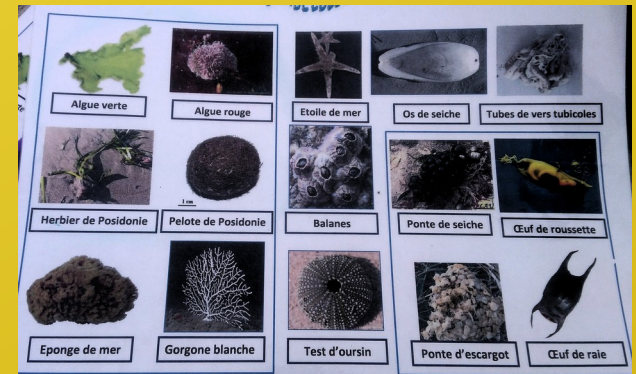 Algue verte
Algue rouge
Etoile de mer
Os de seiche
Tubes de vers tubicoles
1 cm
Herbier de Posidonie
Pelote de Posidonie
Balanes
Ponte de seiche
Œuf de roussette
Eponge de mer
Gorgone blanche
Test d'oursin
Ponte d'escargot
Œuf de raie